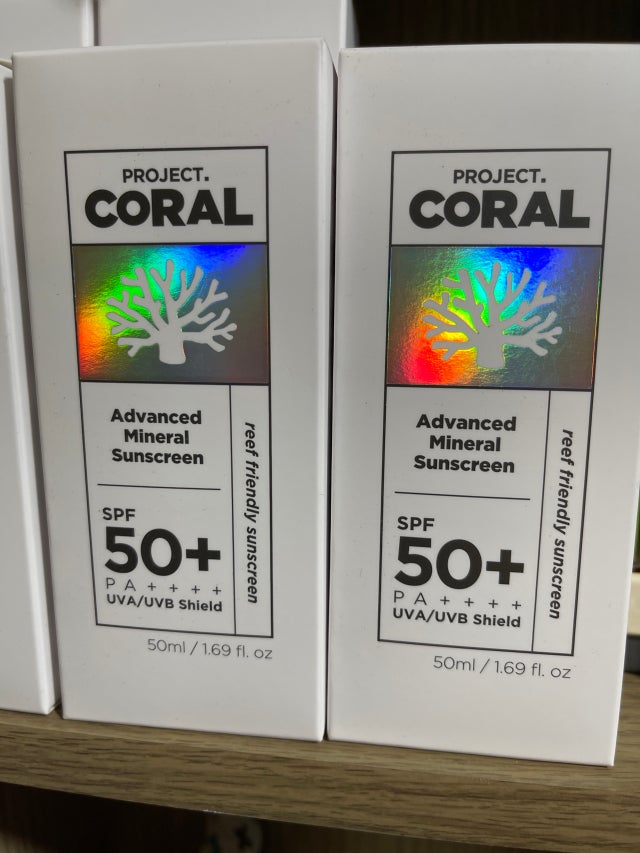 PROJECT.
CORAL
Advanced
Mineral
Sunscreen
SPF
50+
PA++++
UVA/UVB Shield
reef friendly sunscreen
50ml / 1.69 fl. oz
PROJECT.
CORAL
Advanced
Mineral
Sunscreen
SPF
50+
PA++++
UVA/UVB Shield
reef friendly sunscreen
50ml / 1.69 fl. oz